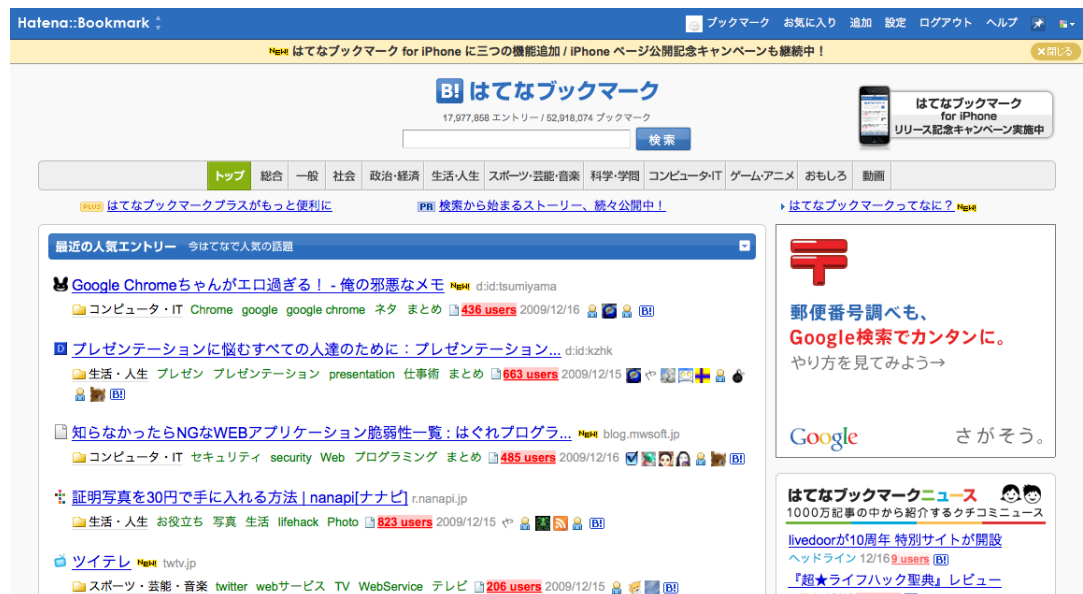 Hatena::Bookmark
ブックマーク お気に入り 追加 設定 ログアウト ヘルプ
NEW! はてなブックマーク for iPhone に三つの機能追加 / iPhone ページ公開記念キャンペーンも継続中！ ×閉じる
B! はてなブックマーク
17,977,858 エントリー / 52,918,074 ブックマーク
検索
はてなブックマーク
for iPhone
リリース記念キャンペーン実施中
トップ 総合 一般 社会 政治・経済 生活・人生 スポーツ・芸能・音楽 科学・学問 コンピュータ・IT ゲーム・アニメ おもしろ 動画
PLUS はてなブックマークプラスがもっと便利に
PR 検索から始まるストーリー、続々公開中！
はてなブックマークってなに？ NEW!
最近の人気エントリー 今はてなで人気の話題
Google Chromeちゃんがエロ過ぎる！ - 俺の邪悪なメモ NEW! d:id:tsumiyama
コンピュータ・IT Chrome google google chrome ネタ まとめ 436 users 2009/12/16 B!
D プレゼンテーションに悩むすべての人達のために：プレゼンテーション... d:id:kzhk
生活・人生 プレゼン プレゼンテーション presentation 仕事術 まとめ 663 users 2009/12/15
B!
知らなかったらNGなWEBアプリケーション脆弱性一覧 : はぐれプログラ... NEW! blog.mwsoft.jp
コンピュータ・IT セキュリティ security Web プログラミング まとめ 485 users 2009/12/16 B!
証明写真を30円で手に入れる方法 | nanapi[ナナピ] r.nanapi.jp
生活・人生 お役立ち 写真 生活 lifehack Photo 823 users 2009/12/15 B!
ツイテレ NEW! twtv.jp
スポーツ・芸能・音楽 twitter webサービス TV WebService テレビ 206 users 2009/12/15 B!
郵便番号調べも、
Google検索でカンタンに。
やり方を見てみよう→
Google さがそう。
はてなブックマークニュース
1000万記事の中から紹介するクチコミニュース
livedoorが10周年 特別サイトが開設
ヘッドライン 12/16 9 users B!
『超★ライフハック聖典』レビュー